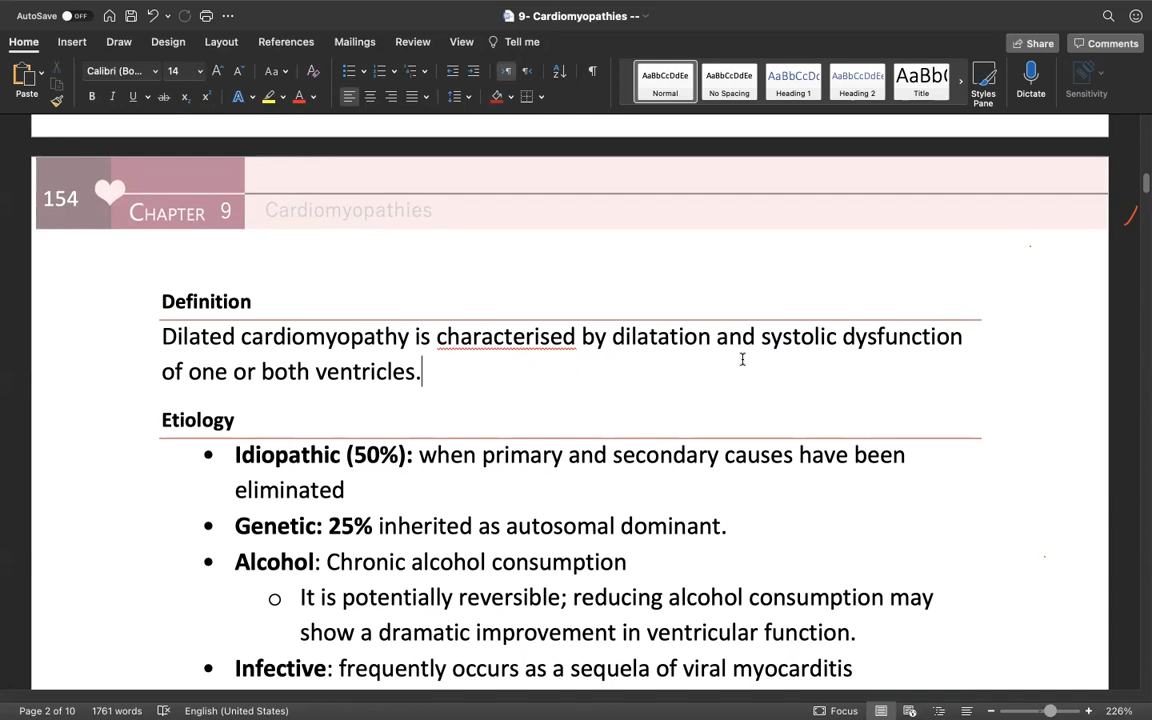 AutoSave OFF 9- Cardiomyopathies --
Home Insert Draw Design Layout References Mailings Review View Tell me Share Comments
Paste Calibri (Bo... 14 Aa AaBbCcDdEe AaBbCcDdEe AaBbCcDc AaBbCcDdEe AaBb( Styles Pane Dictate Sensitivity
Normal No Spacing Heading 1 Heading 2 Title
154 CHAPTER 9 Cardiomyopathies
Definition
Dilated cardiomyopathy is characterised by dilatation and systolic dysfunction
of one or both ventricles.
Etiology
• Idiopathic (50%): when primary and secondary causes have been
eliminated
• Genetic: 25% inherited as autosomal dominant.
• Alcohol: Chronic alcohol consumption
o It is potentially reversible; reducing alcohol consumption may
show a dramatic improvement in ventricular function.
• Infective: frequently occurs as a sequela of viral myocarditis
Page 2 of 10 1761 words English (United States) Focus 226%